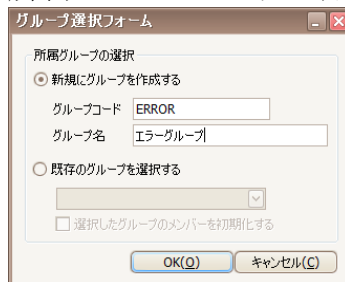 グループ選択フォーム
所属グループの選択
新規にグループを作成する
グループコード ERROR
グループ名 エラーグループ
既存のグループを選択する
選択したグループのメンバーを初期化する
OK(O) キャンセル(C)